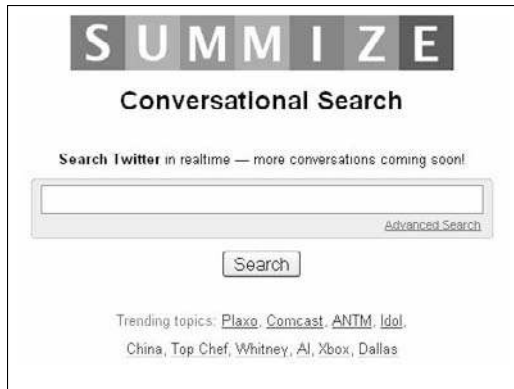 SUMMIZE
Conversational Search
Search Twitter in realtime — more conversations coming soon!
Advanced Search
Search
Trending topics: Plaxo, Comcast, ANTM, Idol,
China, Top Chef, Whitney, AI, Xbox, Dallas